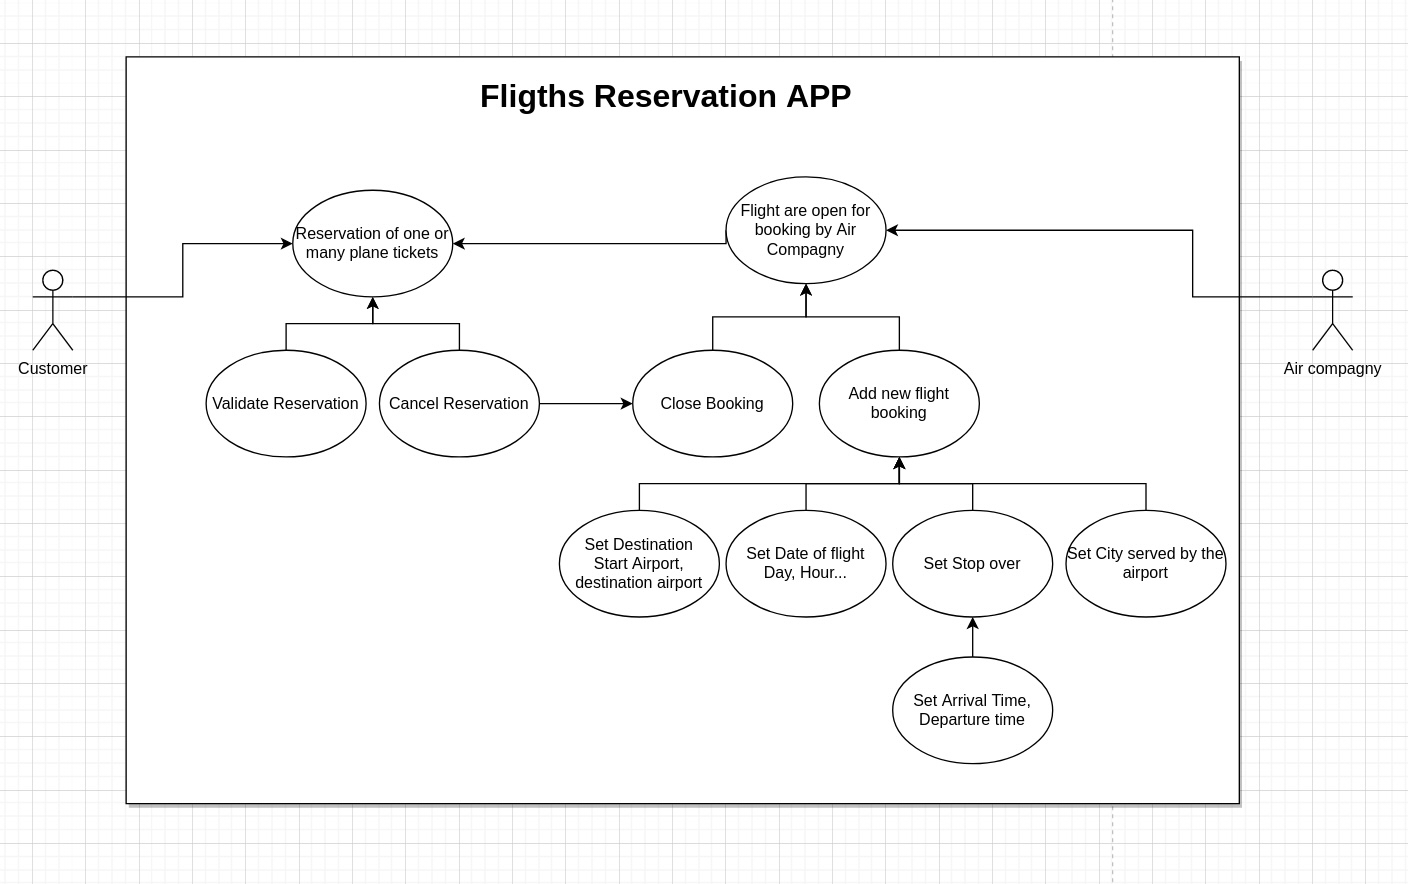 Fligths Reservation APP
Reservation of one or
many plane tickets
Flight are open for
booking by Air
Compagny
Customer
Air compagny
Validate Reservation
Cancel Reservation
Close Booking
Add new flight
booking
Set Destination
Start Airport,
destination airport
Set Date of flight
Day, Hour...
Set Stop over
Set City served by the
airport
Set Arrival Time,
Departure time